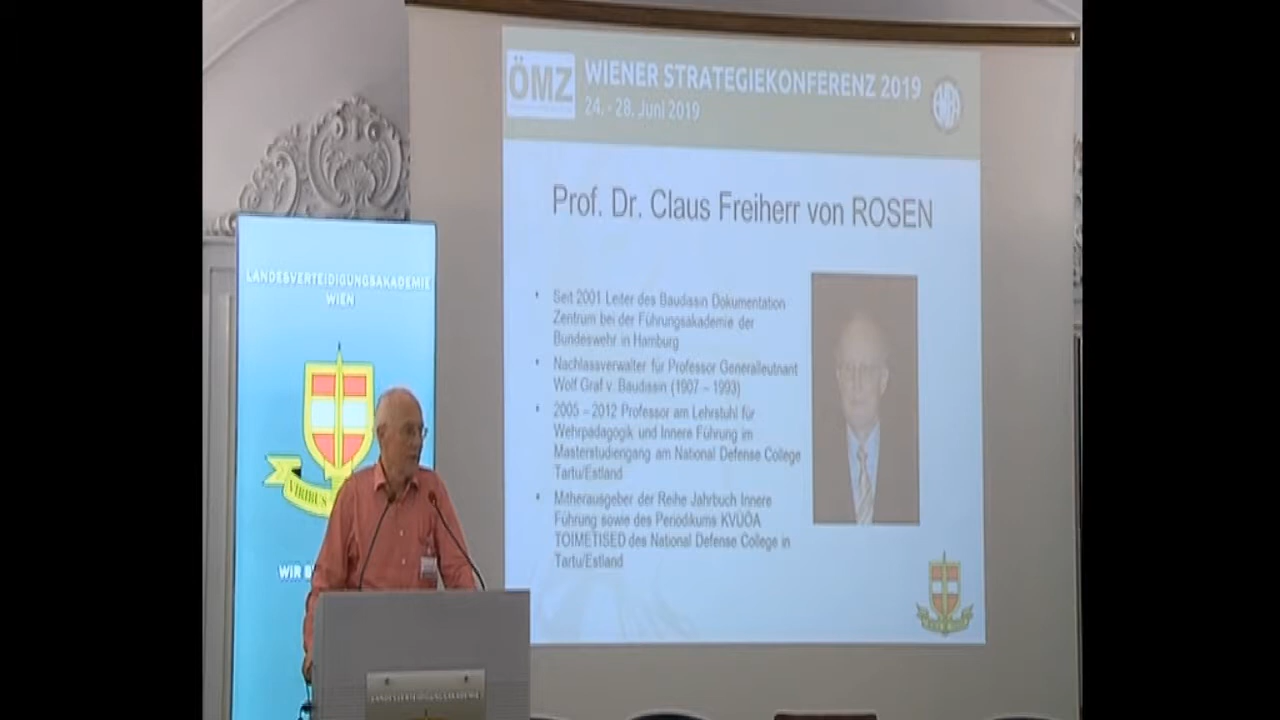 ÖMZ
WIENER STRATEGIEKONFERENZ 2019
24. - 28. Juni 2019
Prof. Dr. Claus Freiherr von ROSEN
• Seit 2001 Leiter des Baudissin Dokumentation
Zentrum bei der Führungsakademie der
Bundeswehr in Hamburg
• Nachlassverwalter für Professor Generalleutnant
Wolf Graf v. Baudissin (1907 – 1993)
• 2005 – 2012 Professor am Lehrstuhl für
Wehrpädagogik und Innere Führung im
Masterstudiengang am National Defense College
Tartu/Estland
• Mitherausgeber der Reihe Jahrbuch Innere
Führung sowie des Periodikums KVÜÕA
TOIMETISED des National Defense College in
Tartu/Estland
LANDESVERTEIDIGUNGSAKADEMIE
WIEN
VIRIBUS
WIR B
LANDESVERTEIDIGUNGSAKADEMIE